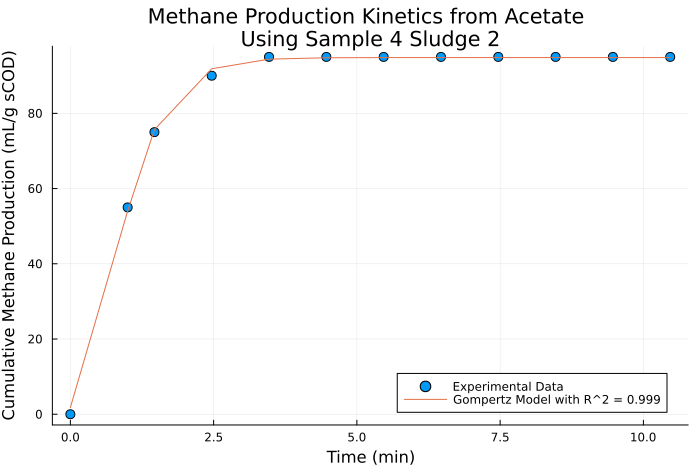 Methane Production Kinetics from Acetate
Using Sample 4 Sludge 2
Cumulative Methane Production (mL/g sCOD)
80
60
40
20
0
0.0
2.5
5.0
7.5
10.0
Time (min)
Experimental Data
Gompertz Model with R^2 = 0.999